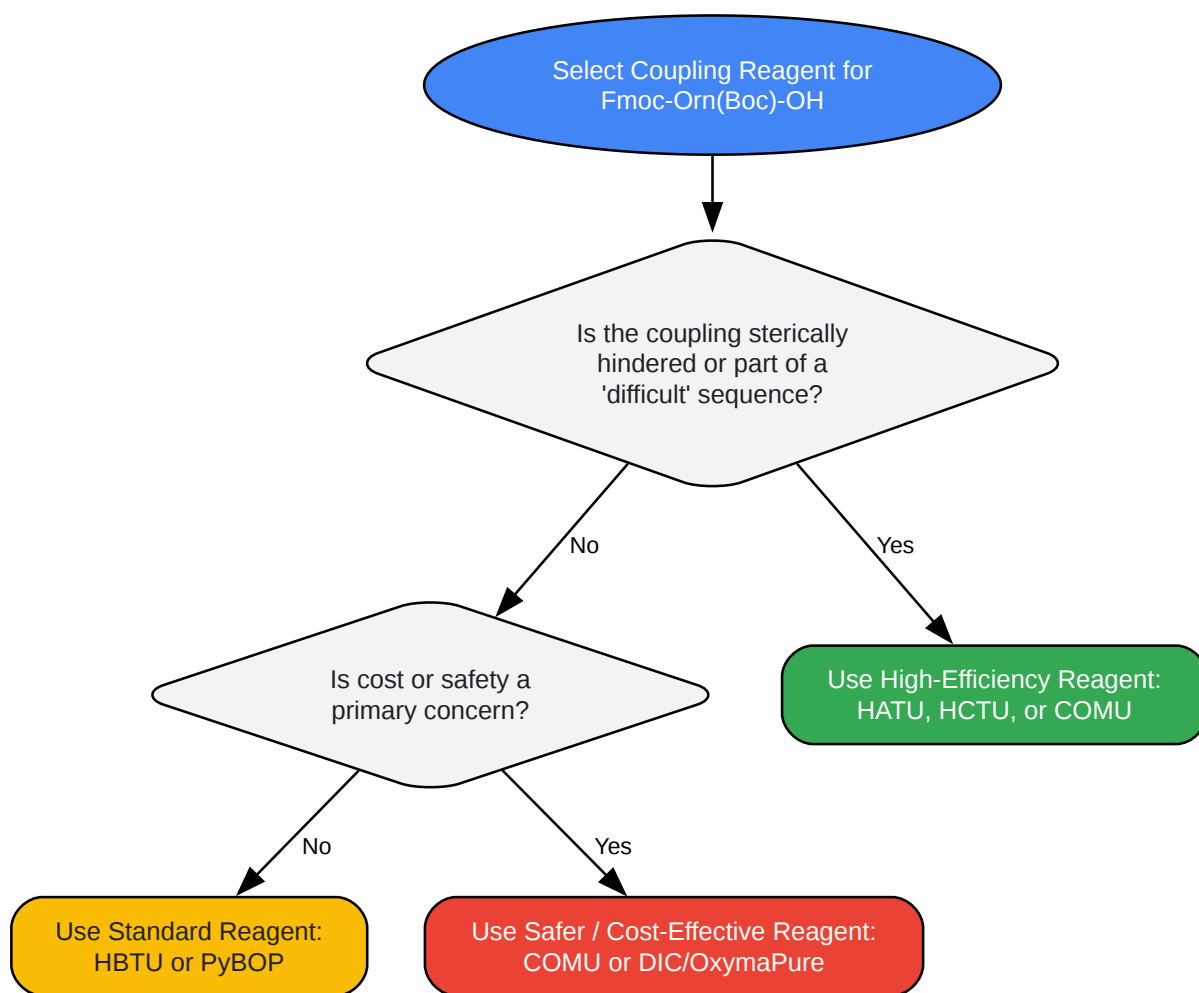 Select Coupling Reagent for
Fmoc-Orn(Boc)-OH
Is the coupling sterically
hindered or part of a
'difficult' sequence?
No
Yes
Is cost or safety a
primary concern?
Use High-Efficiency Reagent:
HATU, HCTU, or COMU
No
Yes
Use Standard Reagent:
HBTU or PyBOP
Use Safer / Cost-Effective Reagent:
COMU or DIC/OxymaPure